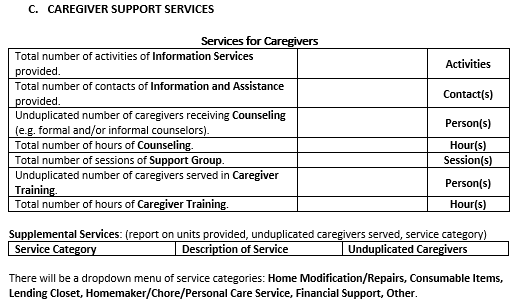 C. CAREGIVER SUPPORT SERVICES
Services for Caregivers
Total number of activities of Information Services
provided.
Activities
Total number of contacts of Information and Assistance
provided.
Contact(s)
Unduplicated number of caregivers receiving Counseling
(e.g. formal and/or informal counselors).
Person(s)
Total number of hours of Counseling.
Hour(s)
Total number of sessions of Support Group.
Session(s)
Unduplicated number of caregivers served in Caregiver
Training.
Person(s)
Total number of hours of Caregiver Training.
Hour(s)
Supplemental Services: (report on units provided, unduplicated caregivers served, service category)
Service Category Description of Service Unduplicated Caregivers
There will be a dropdown menu of service categories: Home Modification/Repairs, Consumable Items,
Lending Closet, Homemaker/Chore/Personal Care Service, Financial Support, Other.